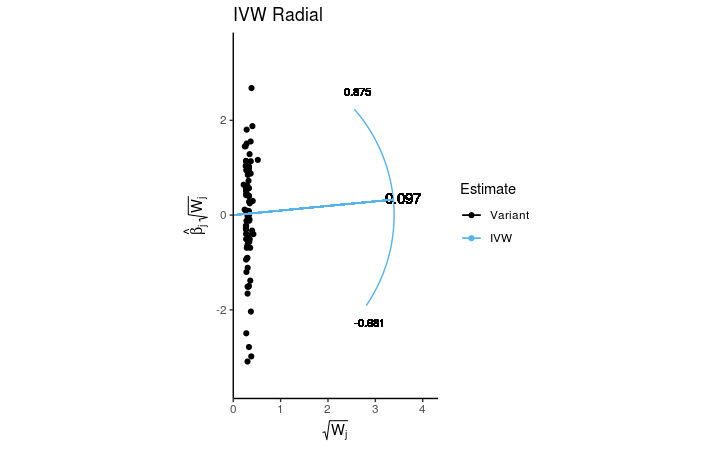 IVW Radial
0.875
2
0.097
0
-2
-0.681
β̂j√Wj
0 1 2 3 4
√Wj
Estimate
Variant
IVW